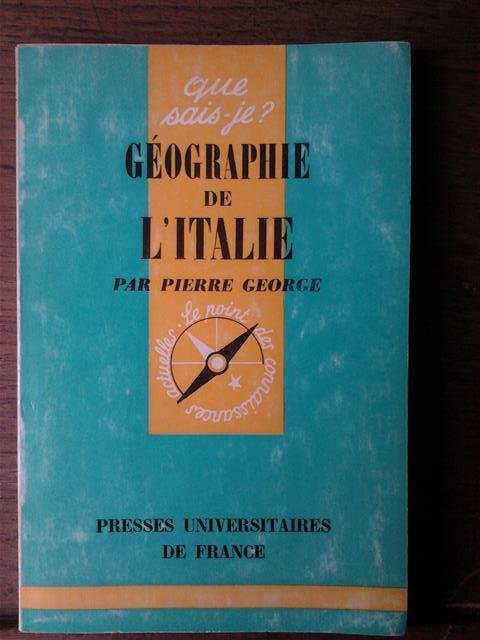 que
sais-je?
GÉOGRAPHIE
DE
L'ITALIE
PAR PIERRE GEORGE
Le point des connaissances actuelles.
PRESSES UNIVERSITAIRES
DE FRANCE